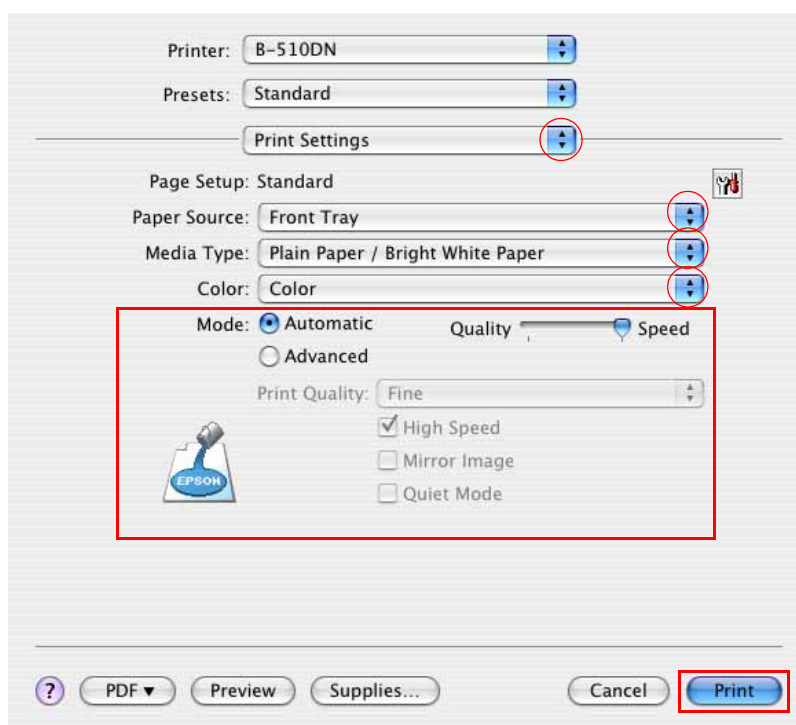 Printer: B-510DN
Presets: Standard
Print Settings
Page Setup: Standard
Paper Source: Front Tray
Media Type: Plain Paper / Bright White Paper
Color: Color
Mode: Automatic Quality Speed
Advanced
Print Quality: Fine
High Speed
Mirror Image
Quiet Mode
EPSON
? PDF ▼ Preview Supplies... Cancel Print